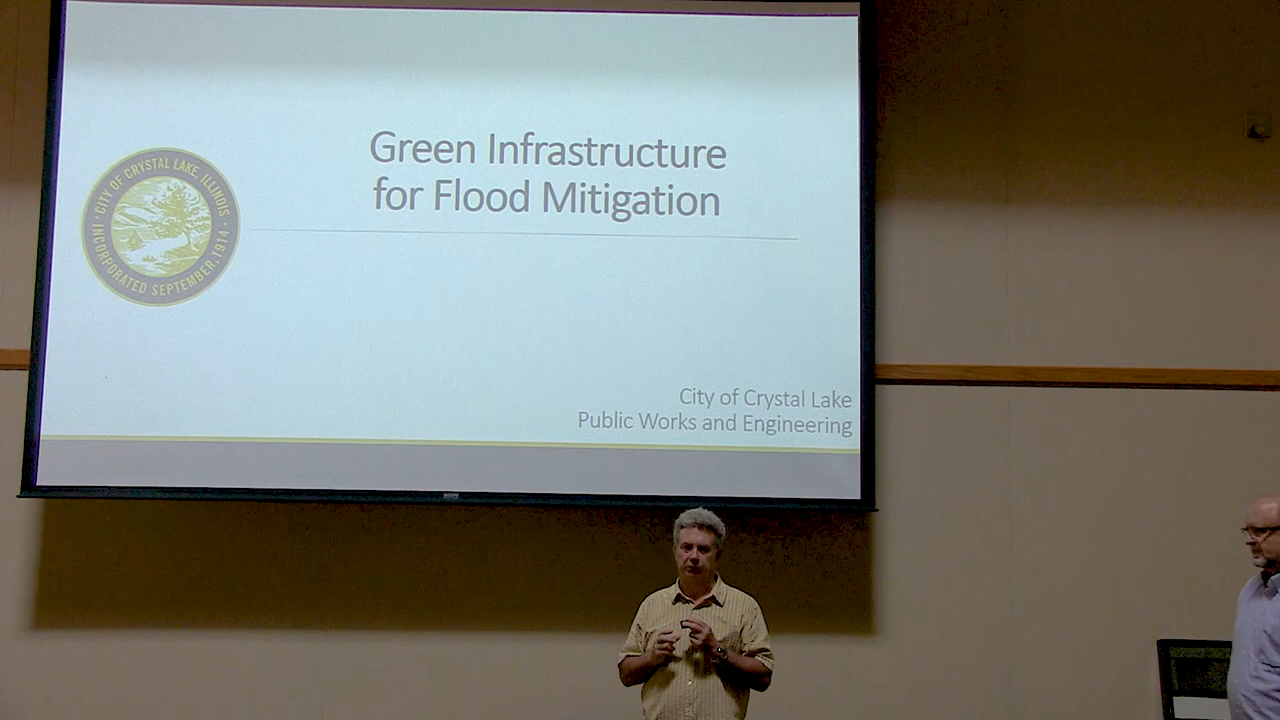 Green Infrastructure
for Flood Mitigation
CITY OF CRYSTAL LAKE, ILLINOIS
INCORPORATED SEPTEMBER, 1914
City of Crystal Lake
Public Works and Engineering